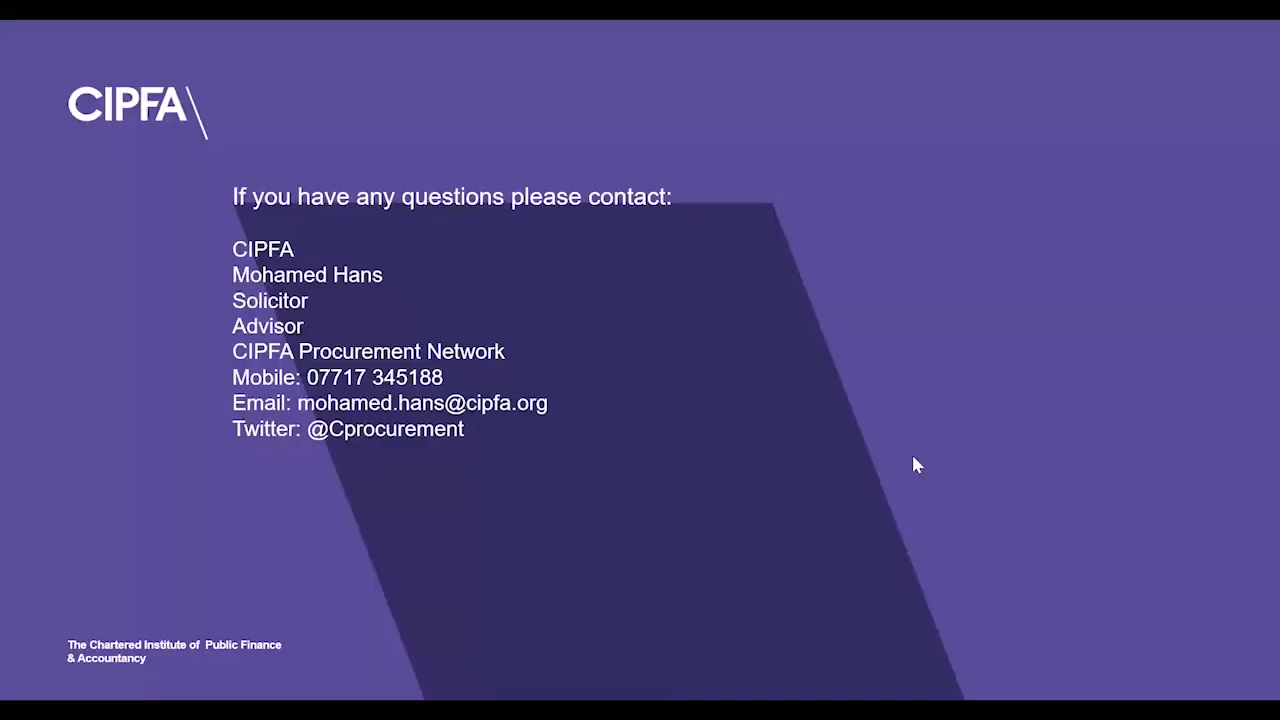 CIPFA
If you have any questions please contact:
CIPFA
Mohamed Hans
Solicitor
Advisor
CIPFA Procurement Network
Mobile: 07717 345188
Email: mohamed.hans@cipfa.org
Twitter: @Cprocurement
The Chartered Institute of Public Finance
& Accountancy